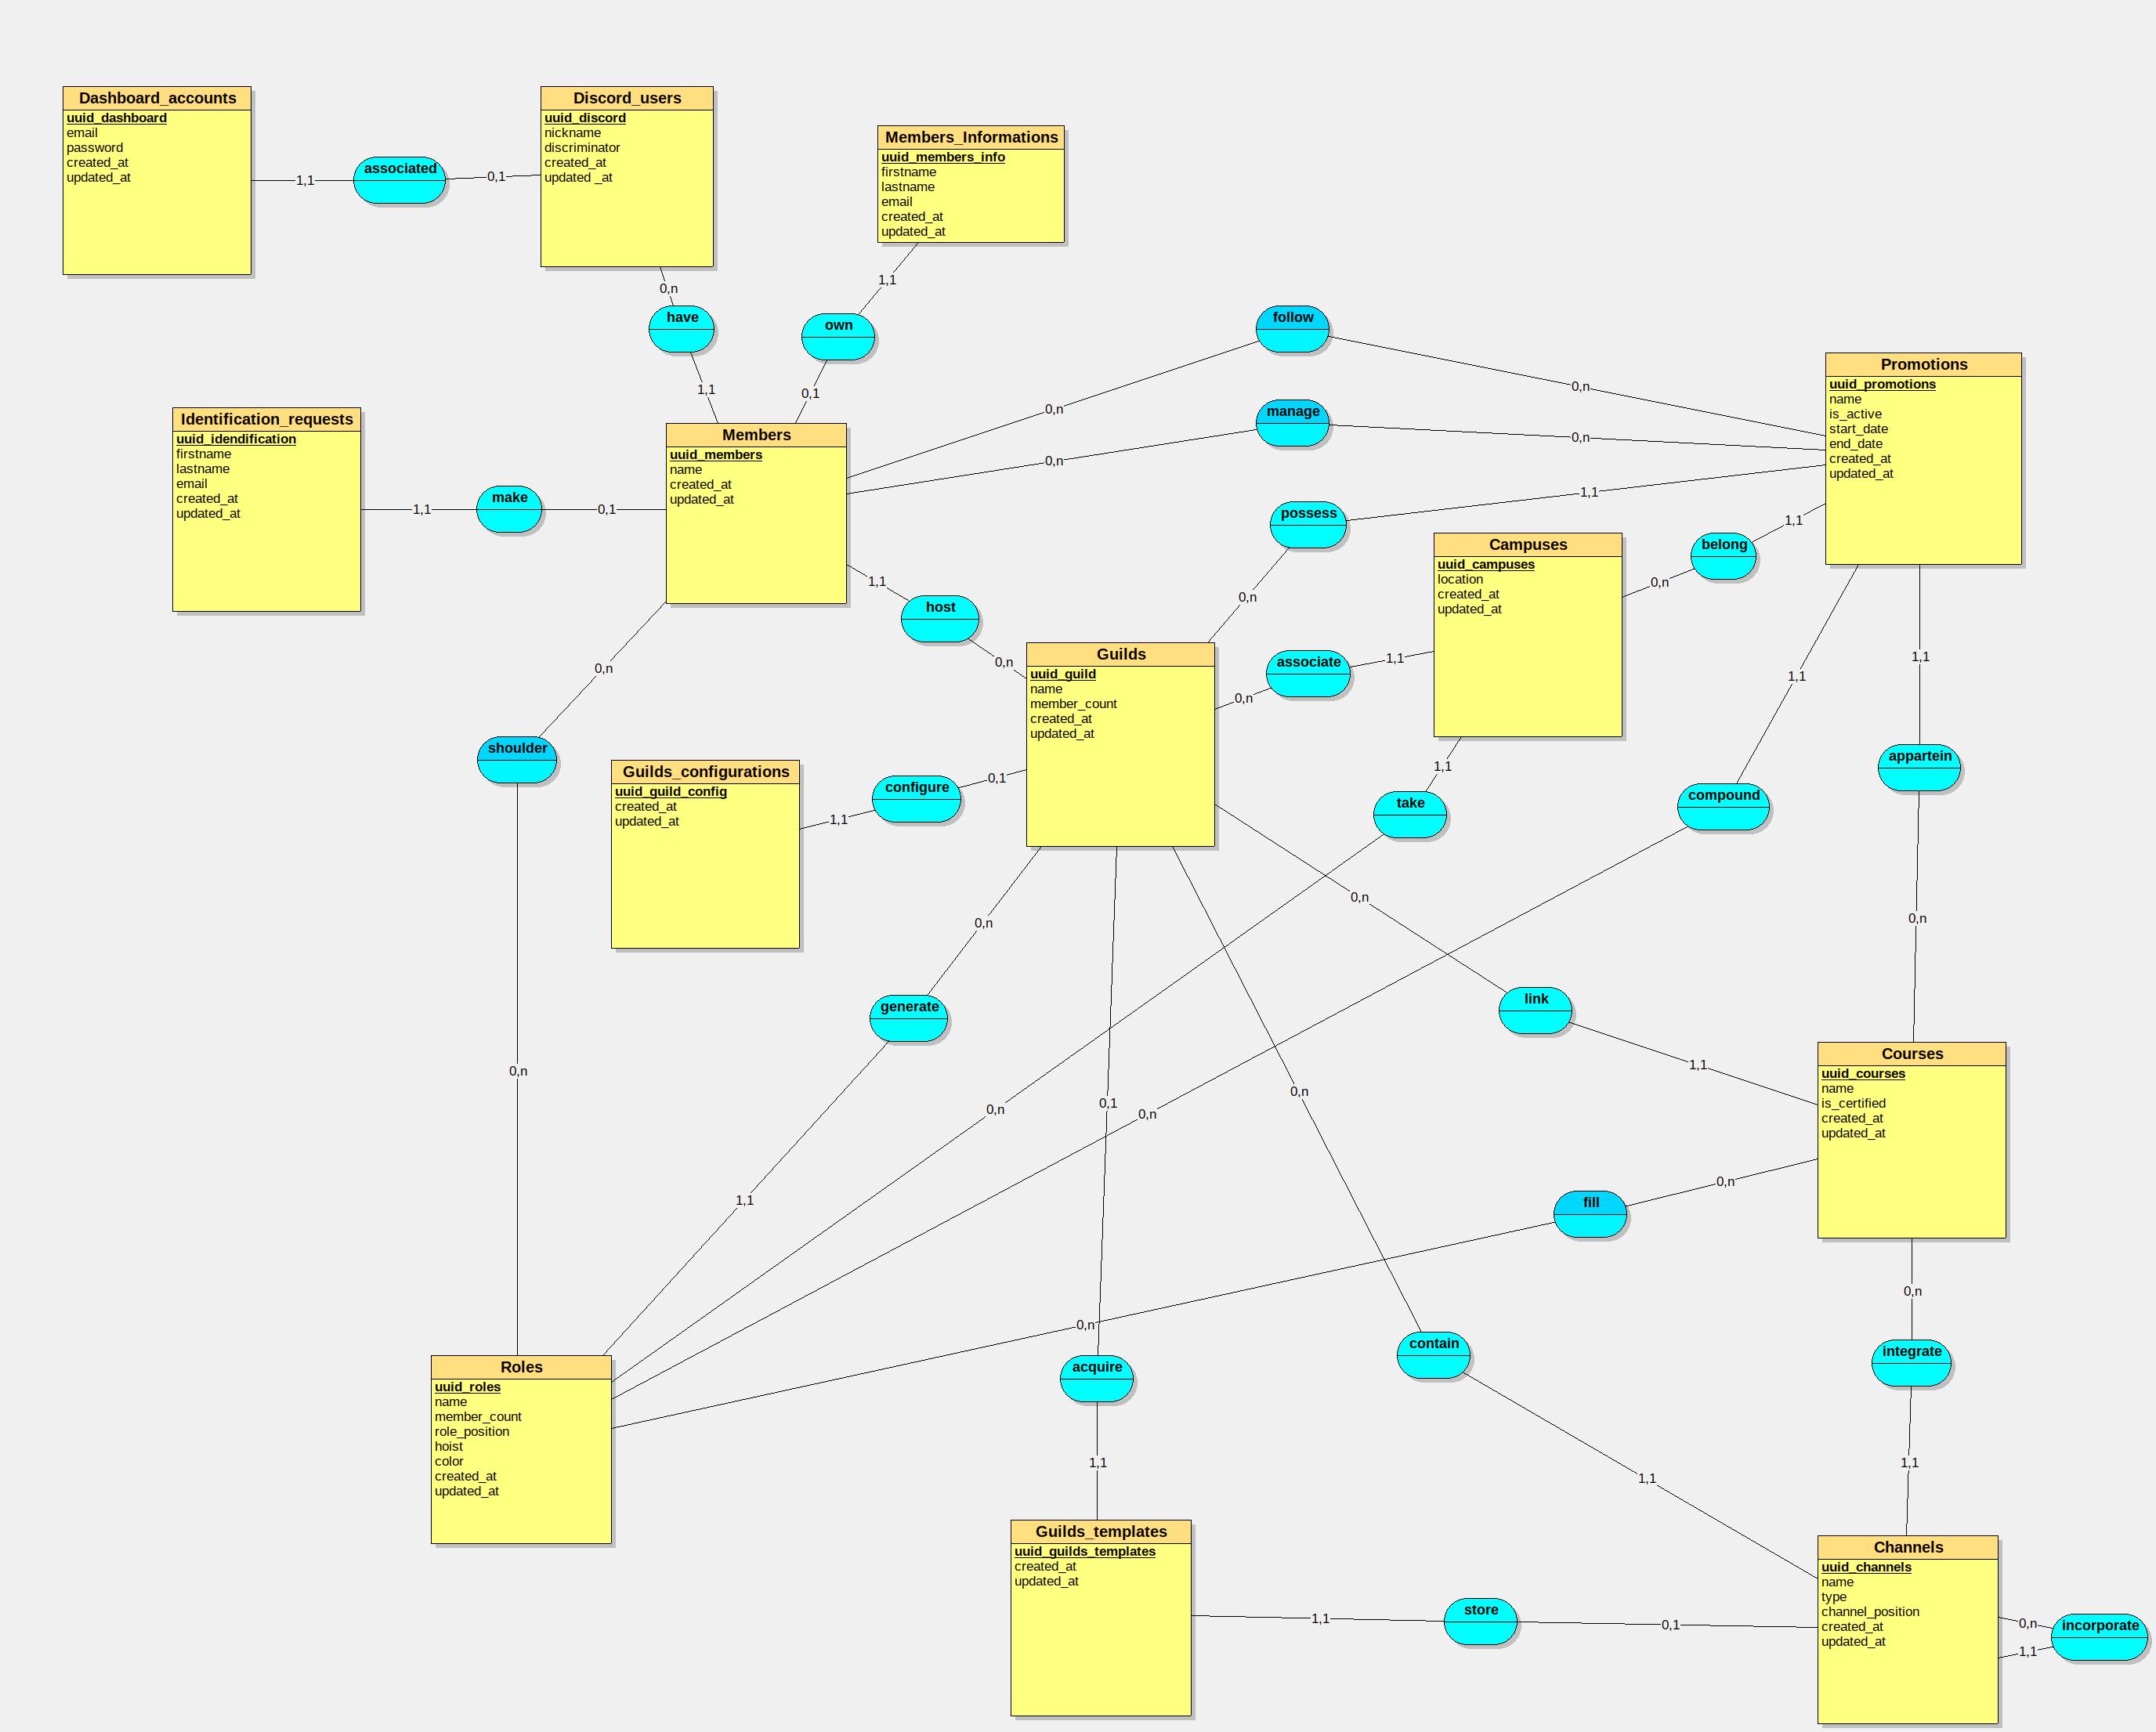 Dashboard_accounts
uuid_dashboard
email
password
created_at
updated_at
1,1
associated
0,1
Discord_users
uuid_discord
nickname
discriminator
created_at
updated _at
Members_Informations
uuid_members_info
firstname
lastname
email
created_at
updated_at
0,n
have
1,1
1,1
own
0,1
follow
0,n
0,n
manage
0,n
0,n
Promotions
uuid_promotions
name
is_active
start_date
end_date
created_at
updated_at
Identification_requests
uuid_idendification
firstname
lastname
email
created_at
updated_at
1,1
make
0,1
Members
uuid_members
name
created_at
updated_at
possess
1,1
0,n
Campuses
uuid_campuses
location
created_at
updated_at
belong
1,1
0,n
1,1
host
0,n
Guilds
uuid_guild
name
member_count
created_at
updated_at
associate
1,1
0,n
0,n
shoulder
0,n
Guilds_configurations
uuid_guild_config
created_at
updated_at
1,1
configure
0,1
1,1
take
0,n
1,1
compound
0,n
1,1
appartein
0,n
0,n
generate
1,1
0,n
link
1,1
Courses
uuid_courses
name
is_certified
created_at
updated_at
0,n
fill
0,n
0,1
acquire
1,1
0,n
contain
1,1
0,n
integrate
1,1
Roles
uuid_roles
name
member_count
role_position
hoist
color
created_at
updated_at
Guilds_templates
uuid_guilds_templates
created_at
updated_at
1,1
store
0,1
Channels
uuid_channels
name
type
channel_position
created_at
updated_at
0,n
incorporate
1,1